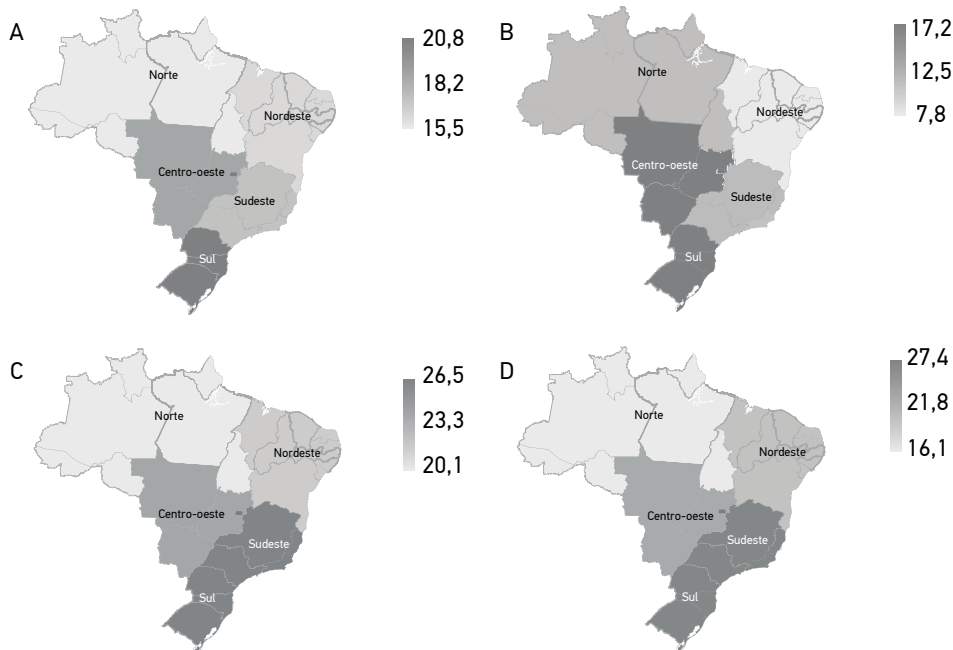 A
20,8
18,2
15,5
Norte
Nordeste
Centro-oeste
Sudeste
Sul
B
17,2
12,5
7,8
Norte
Nordeste
Centro-oeste
Sudeste
Sul
C
26,5
23,3
20,1
Norte
Nordeste
Centro-oeste
Sudeste
Sul
D
27,4
21,8
16,1
Norte
Nordeste
Centro-oeste
Sudeste
Sul